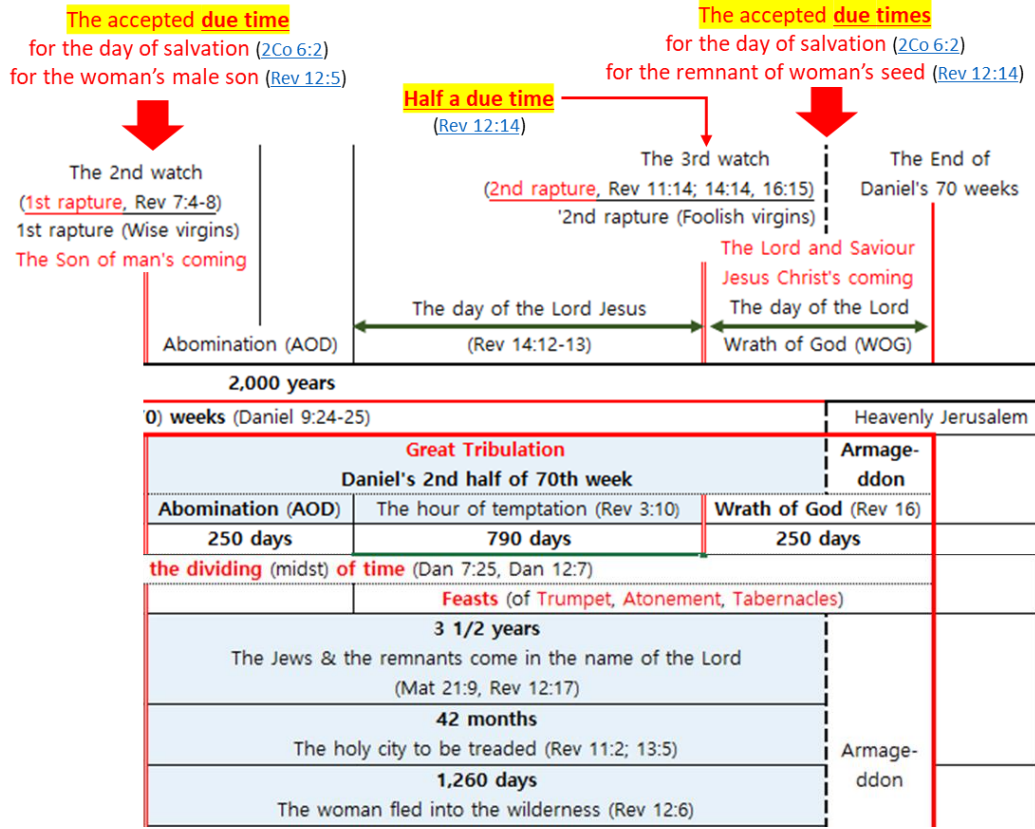 The accepted due time
for the day of salvation (2Co 6:2)
for the woman's male son (Rev 12:5)
The accepted due times
for the day of salvation (2Co 6:2)
for the remnant of woman's seed (Rev 12:14)
Half a due time
(Rev 12:14)
The 2nd watch
(1st rapture, Rev 7:4-8)
1st rapture (Wise virgins)
The Son of man's coming
The 3rd watch
(2nd rapture, Rev 11:14; 14:14, 16:15)
'2nd rapture (Foolish virgins)
The End of
Daniel's 70 weeks
The Lord and Saviour
Jesus Christ's coming
The day of the Lord Jesus
The day of the Lord
Abomination (AOD)
(Rev 14:12-13)
Wrath of God (WOG)
2,000 years
0) weeks (Daniel 9:24-25)
Heavenly Jerusalem
Great Tribulation
Daniel's 2nd half of 70th week
Armage-
ddon
Abomination (AOD)
The hour of temptation (Rev 3:10)
Wrath of God (Rev 16)
250 days
790 days
250 days
the dividing (midst) of time (Dan 7:25, Dan 12:7)
Feasts (of Trumpet, Atonement, Tabernacles)
3 1/2 years
The Jews & the remnants come in the name of the Lord
(Mat 21:9, Rev 12:17)
42 months
The holy city to be treaded (Rev 11:2; 13:5)
Armage-
ddon
1,260 days
The woman fled into the wilderness (Rev 12:6)